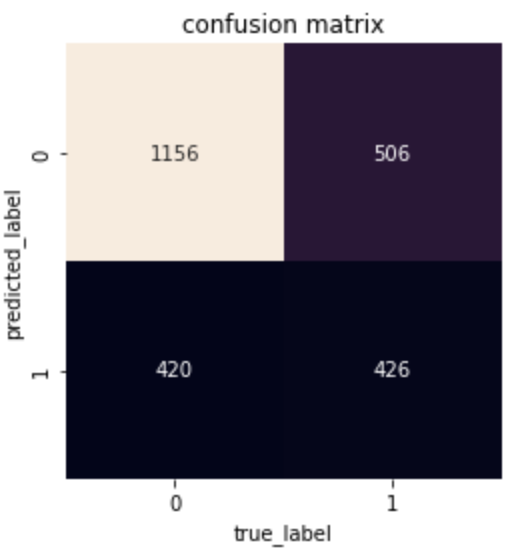 confusion matrix
predicted_label
0
1156
506
1
420
426
0
1
true_label